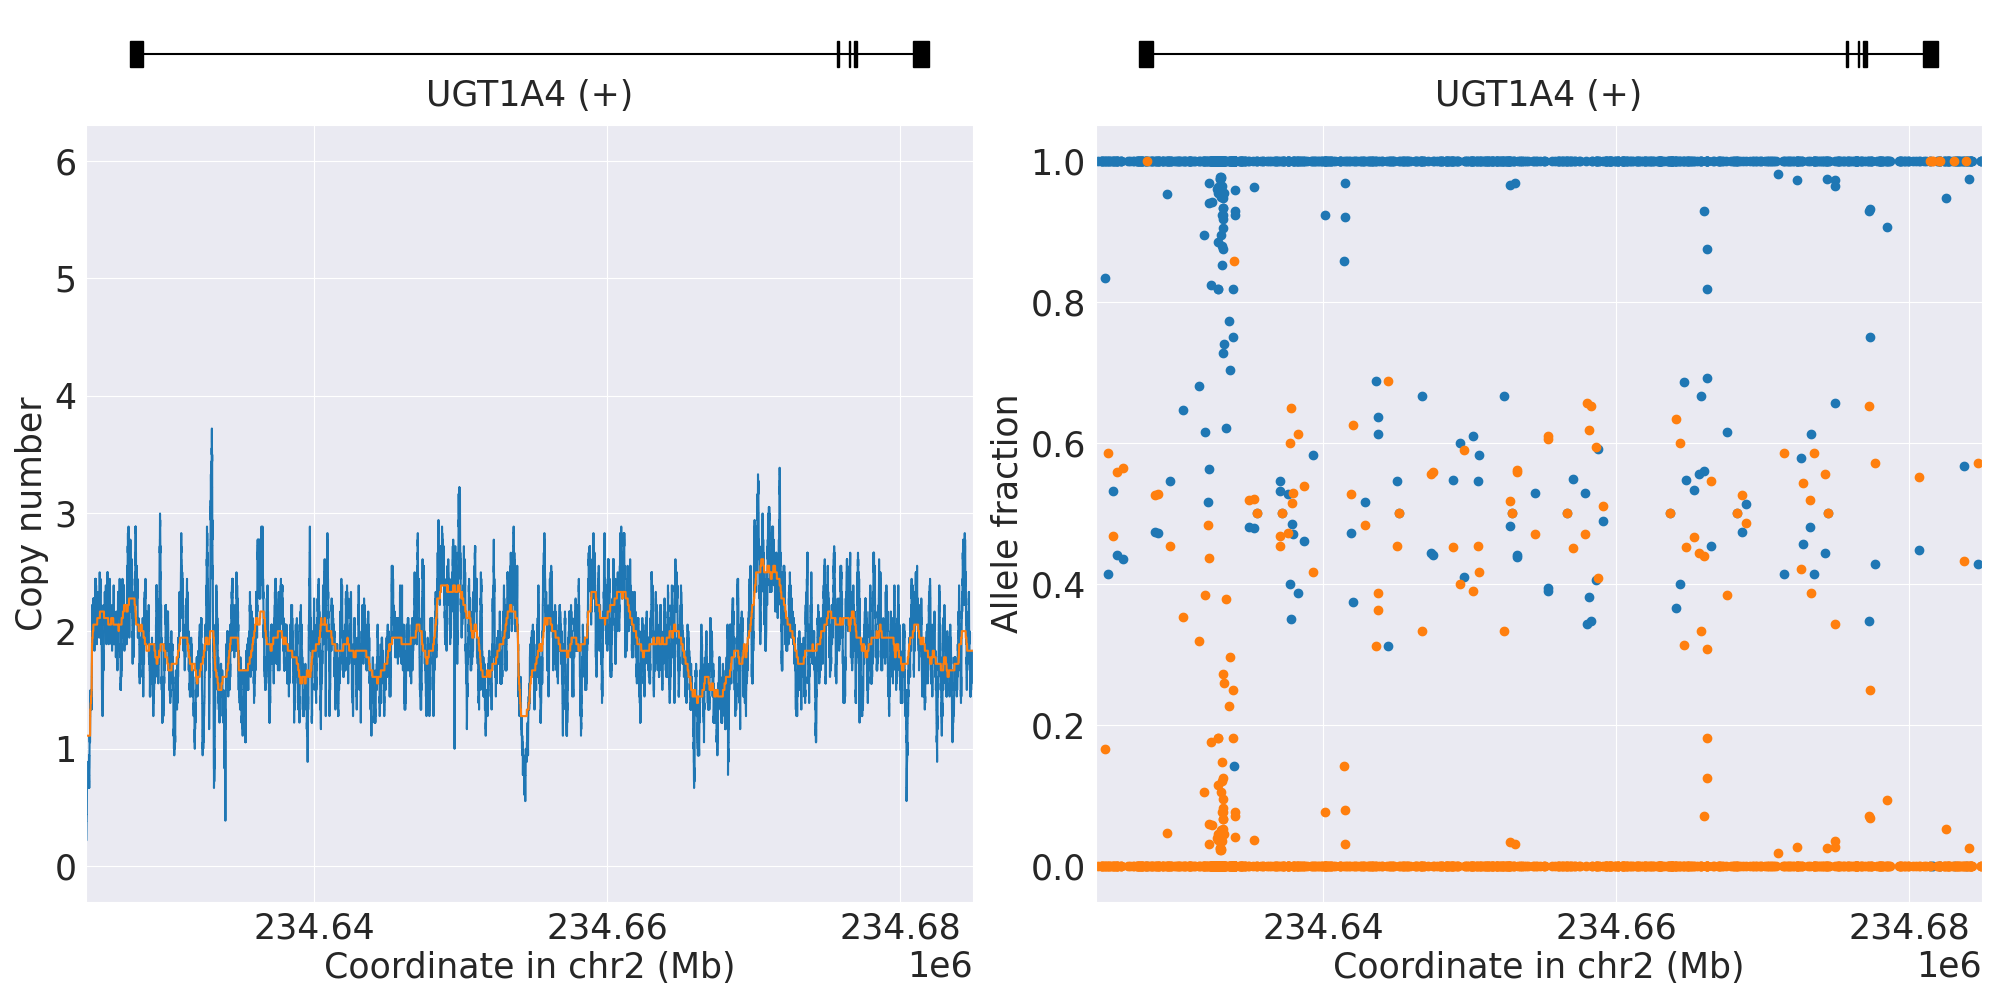 UGT1A4 (+)
6
5
4
3
2
1
0
Copy number
234.64 234.66 234.68
Coordinate in chr2 (Mb)
1e6
UGT1A4 (+)
1.0
0.8
0.6
0.4
0.2
0.0
Allele fraction
234.64 234.66 234.68
Coordinate in chr2 (Mb)
1e6